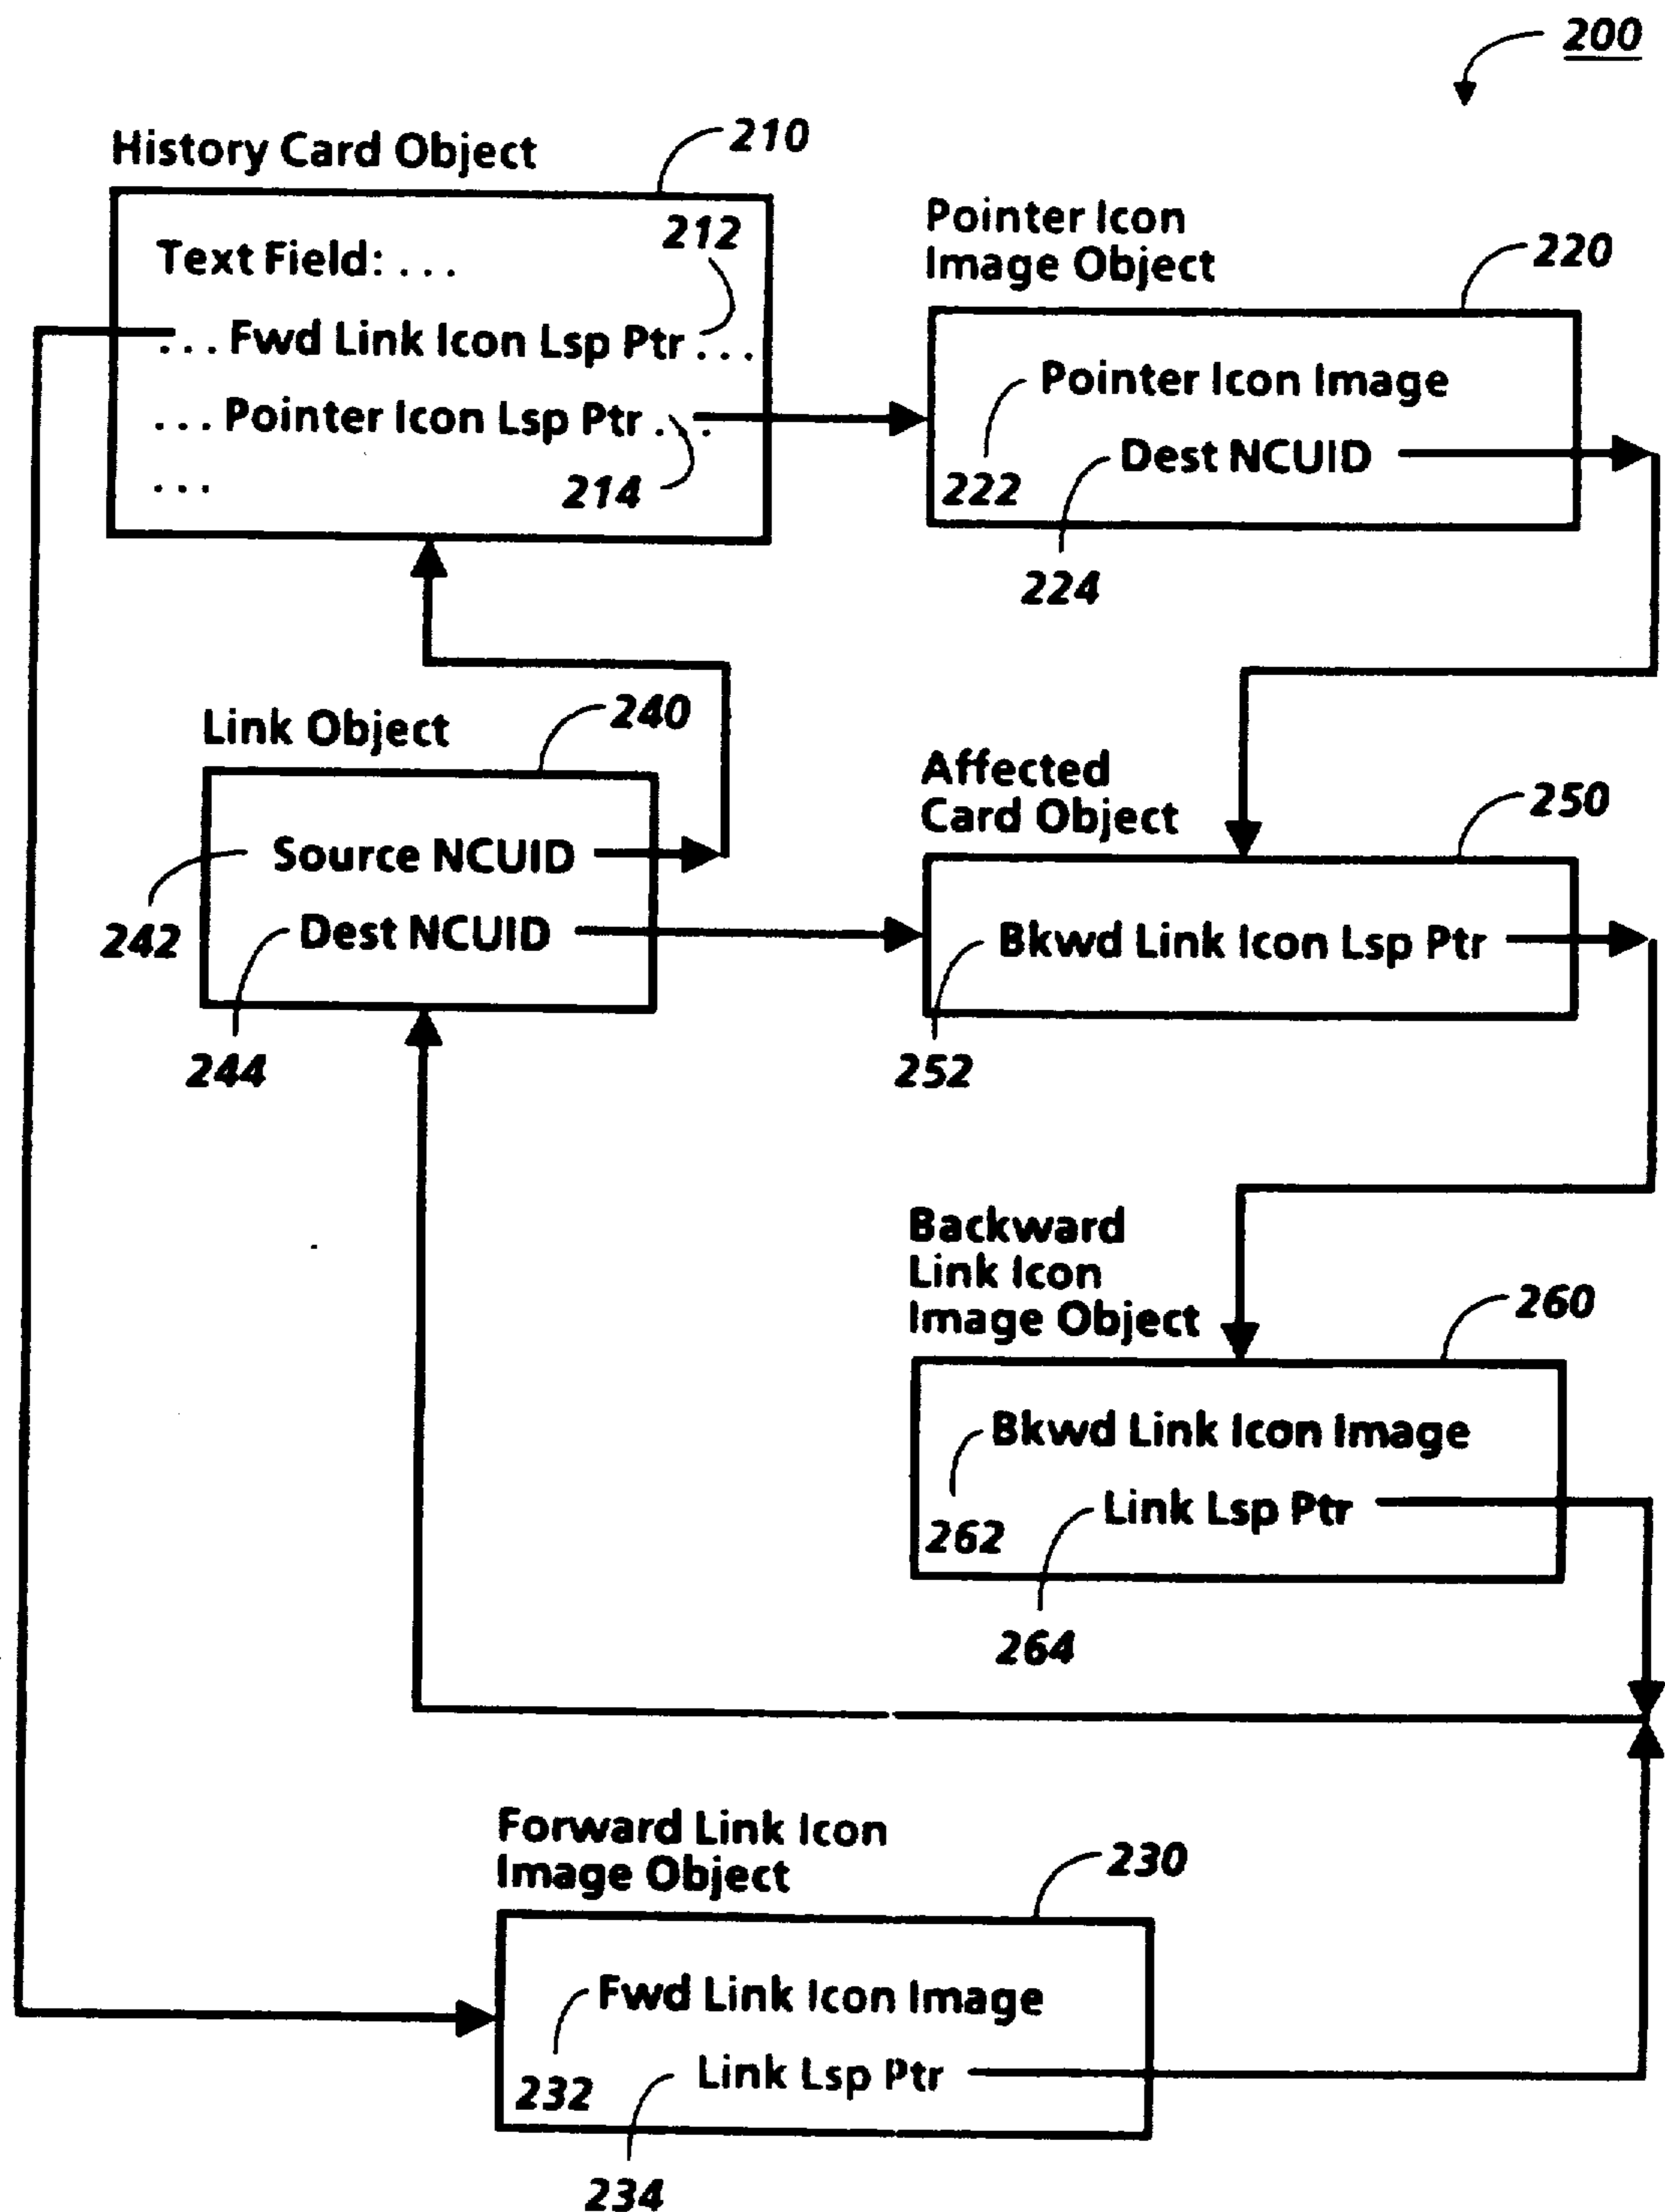 200
History Card Object
210
212
Text Field: ...
... Fwd Link Icon Lsp Ptr ...
... Pointer Icon Lsp Ptr ....
...
214
Pointer Icon
Image Object
220
Pointer Icon Image
222
Dest NCUID
224
Link Object
240
Source NCUID
242
Dest NCUID
244
Affected
Card Object
250
Bkwd Link Icon Lsp Ptr
252
Backward
Link Icon
Image Object
260
Bkwd Link Icon Image
262
Link Lsp Ptr
264
Forward Link Icon
Image Object
230
Fwd Link Icon Image
232
Link Lsp Ptr
234